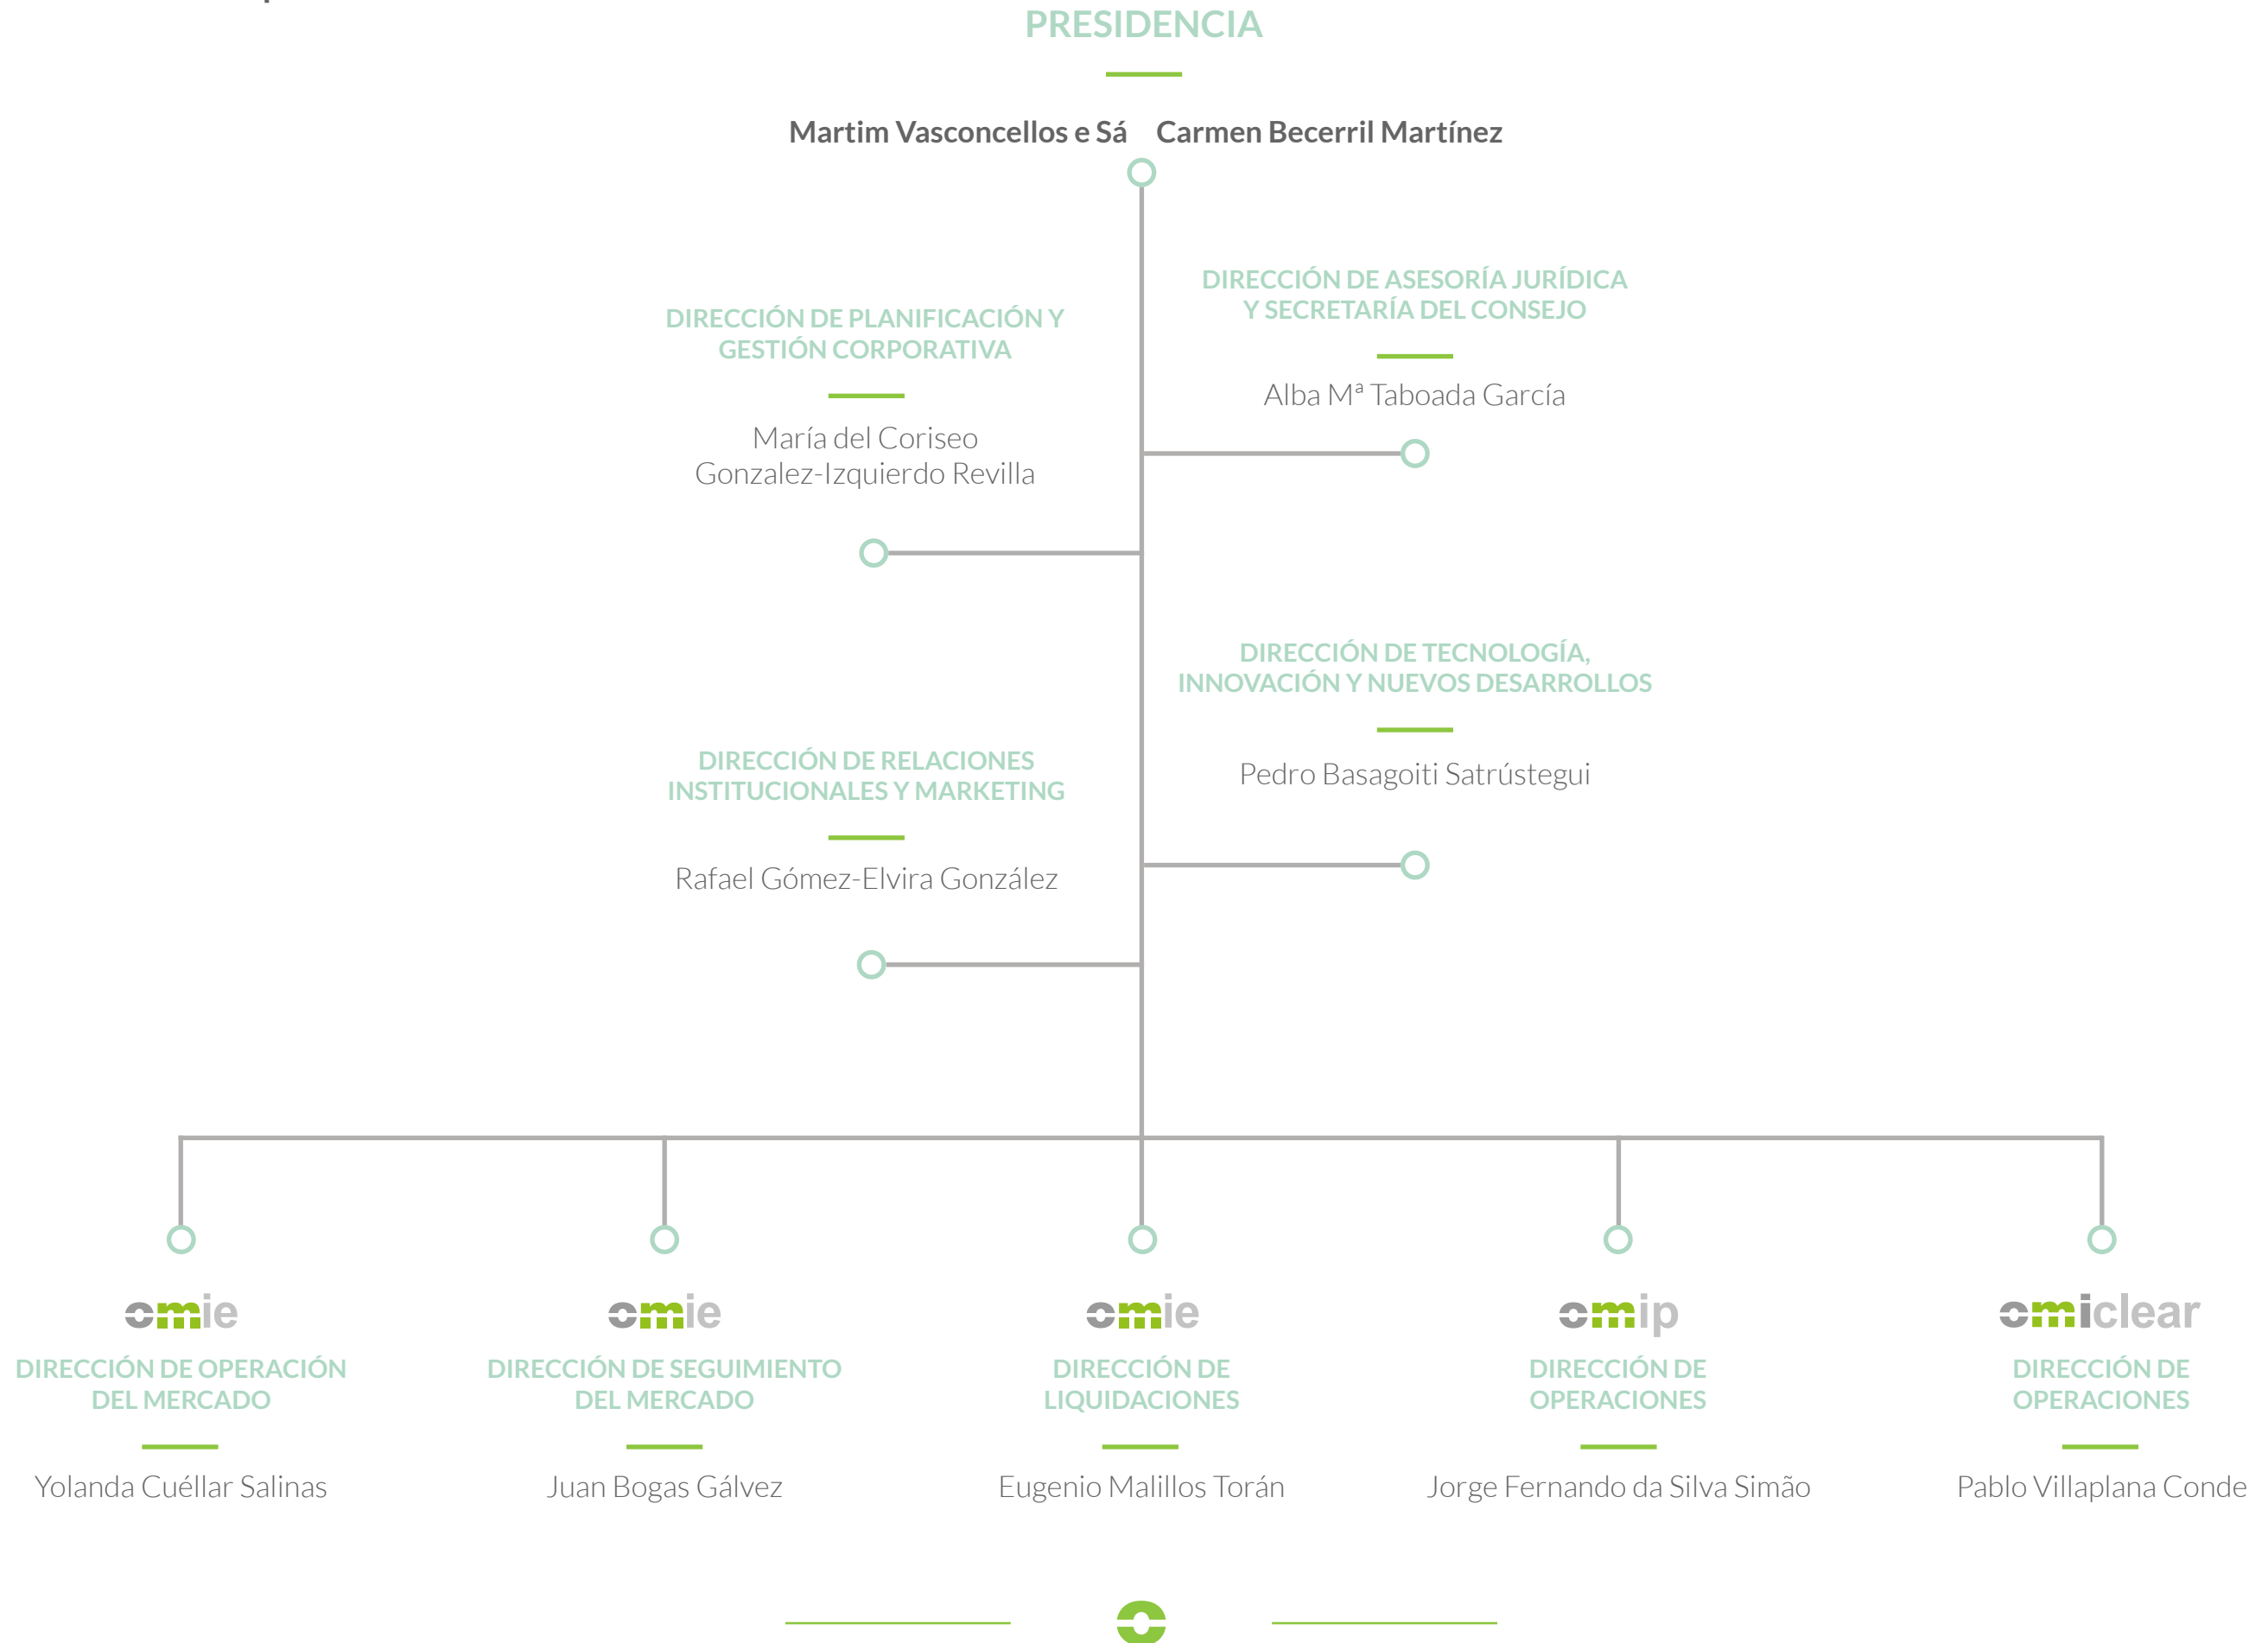 PRESIDENCIA
Martim Vasconcellos e Sá Carmen Becerril Martínez
DIRECCIÓN DE ASESORÍA JURÍDICA
Y SECRETARÍA DEL CONSEJO
Alba Mª Taboada García
DIRECCIÓN DE PLANIFICACIÓN Y
GESTIÓN CORPORATIVA
María del Coriseo
Gonzalez-Izquierdo Revilla
DIRECCIÓN DE TECNOLOGÍA,
INNOVACIÓN Y NUEVOS DESARROLLOS
Pedro Basagoiti Satrústegui
DIRECCIÓN DE RELACIONES
INSTITUCIONALES Y MARKETING
Rafael Gómez-Elvira González
omie
DIRECCIÓN DE OPERACIÓN
DEL MERCADO
Yolanda Cuéllar Salinas
omie
DIRECCIÓN DE SEGUIMIENTO
DEL MERCADO
Juan Bogas Gálvez
omie
DIRECCIÓN DE
LIQUIDACIONES
Eugenio Malillos Torán
omip
DIRECCIÓN DE
OPERACIONES
Jorge Fernando da Silva Simão
omiclear
DIRECCIÓN DE
OPERACIONES
Pablo Villaplana Conde